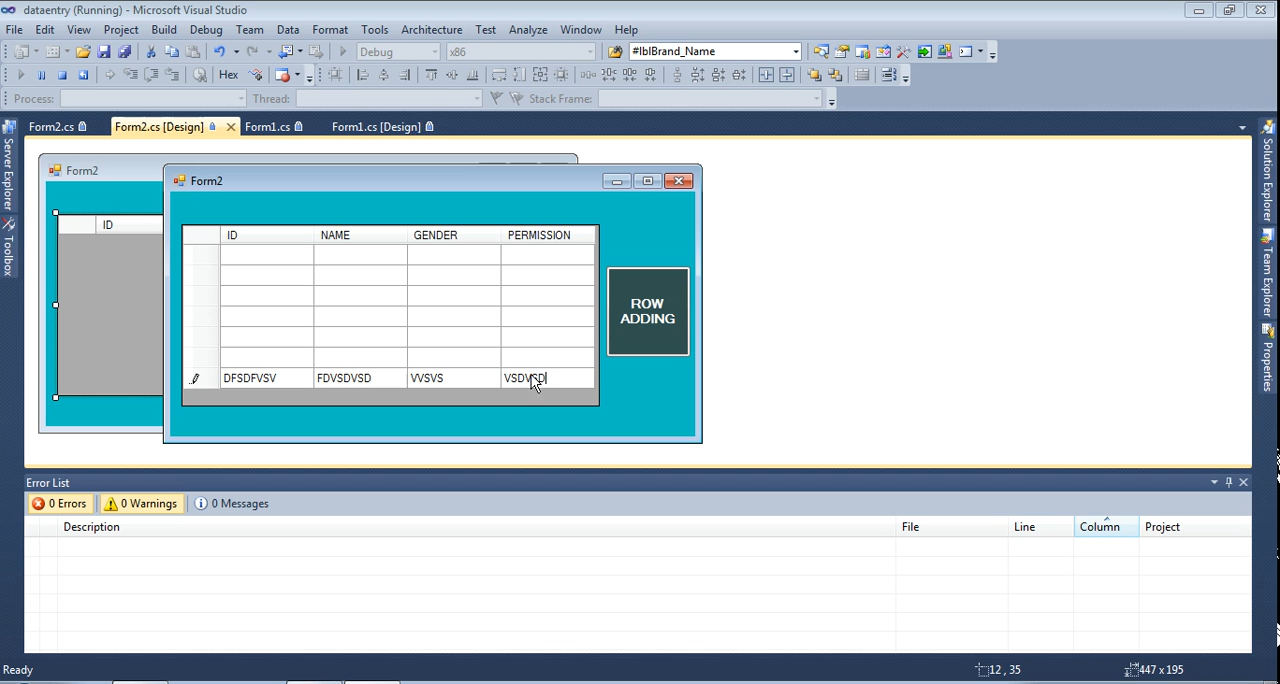 dataentry (Running) - Microsoft Visual Studio
File Edit View Project Build Debug Team Data Format Tools Architecture Test Analyze Window Help
Debug x86 #lblBrand_Name
Hex
Process: Thread: Stack Frame:
Form2.cs Form2.cs [Design] Form1.cs Form1.cs [Design]
Server Explorer
Toolbox
Solution Explorer
Team Explorer
Properties
Form2
ID
Form2
ID NAME GENDER PERMISSION
DFSDFVSV FDVSDVSD VVSVS VSDVSD
ROW
ADDING
Error List
0 Errors 0 Warnings 0 Messages
Description File Line Column Project
Ready 12 , 35 447 x 195